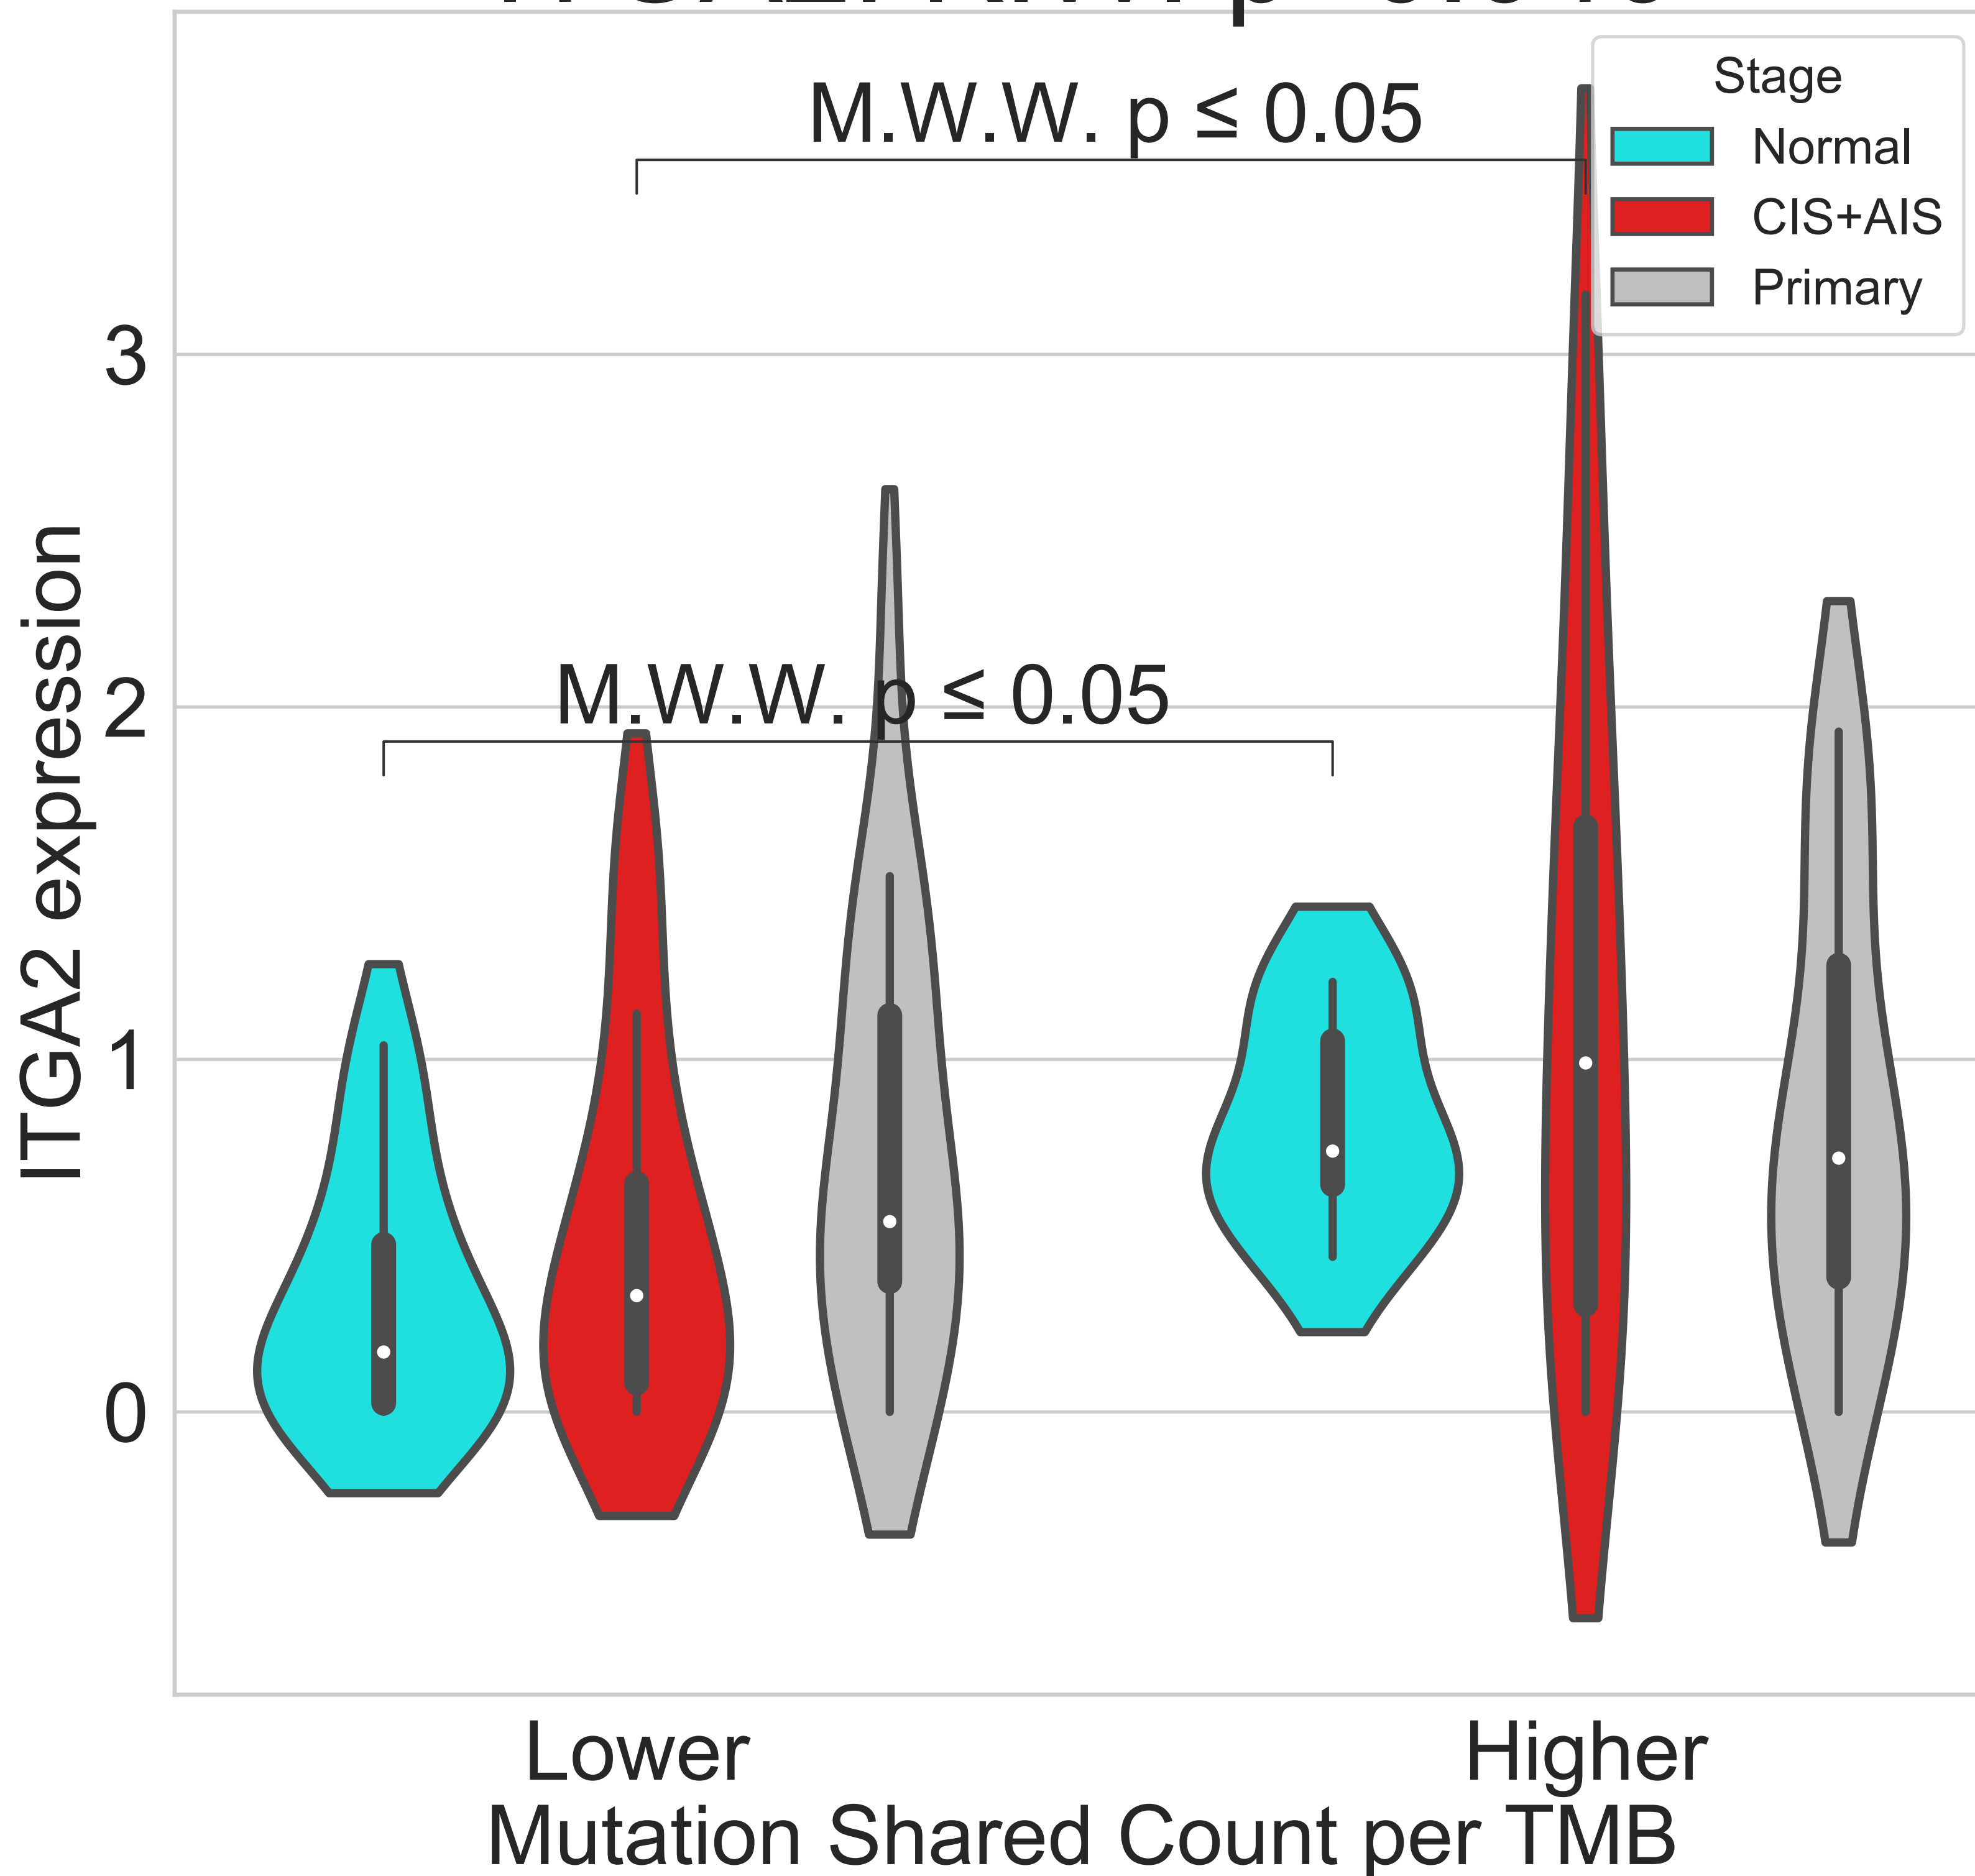 M.W.W. p ≤ 0.05
Stage
Normal
CIS+AIS
Primary
3
M.W.W. p ≤ 0.05
2
1
0
ITGA2 expression
Lower
Higher
Mutation Shared Count per TMB